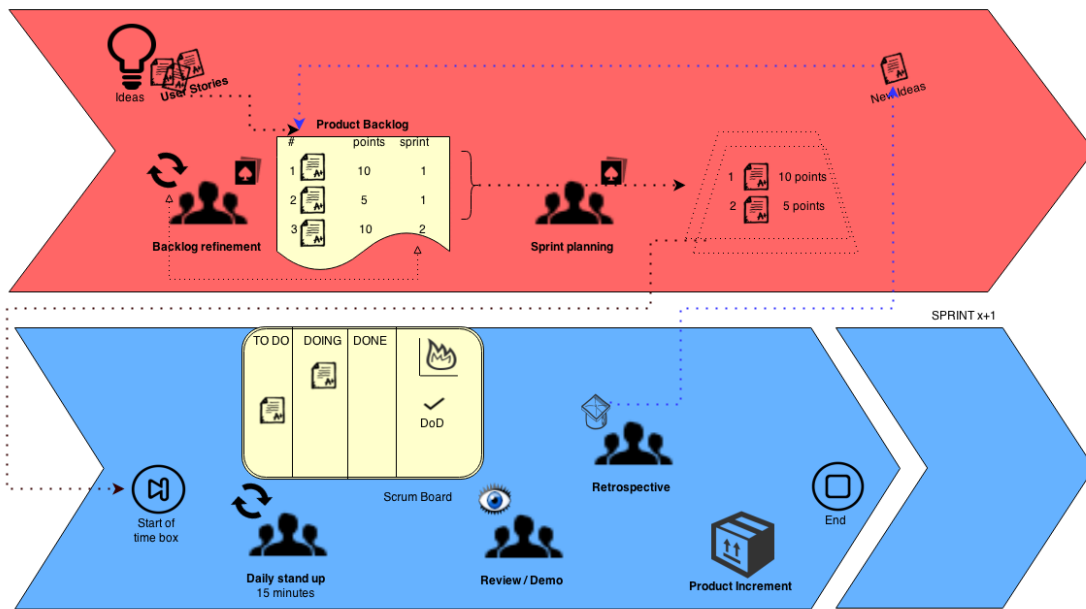 Ideas
User Stories
New Ideas
Product Backlog
# points sprint
1 A+ 10 1
2 A+ 5 1
3 A+ 10 2
Backlog refinement
Sprint planning
1 A+ 10 points
2 A+ 5 points
SPRINT x+1
TO DO DOING DONE
A+
A+
DoD
Scrum Board
Start of
time box
Daily stand up
15 minutes
Review / Demo
Retrospective
Product Increment
End